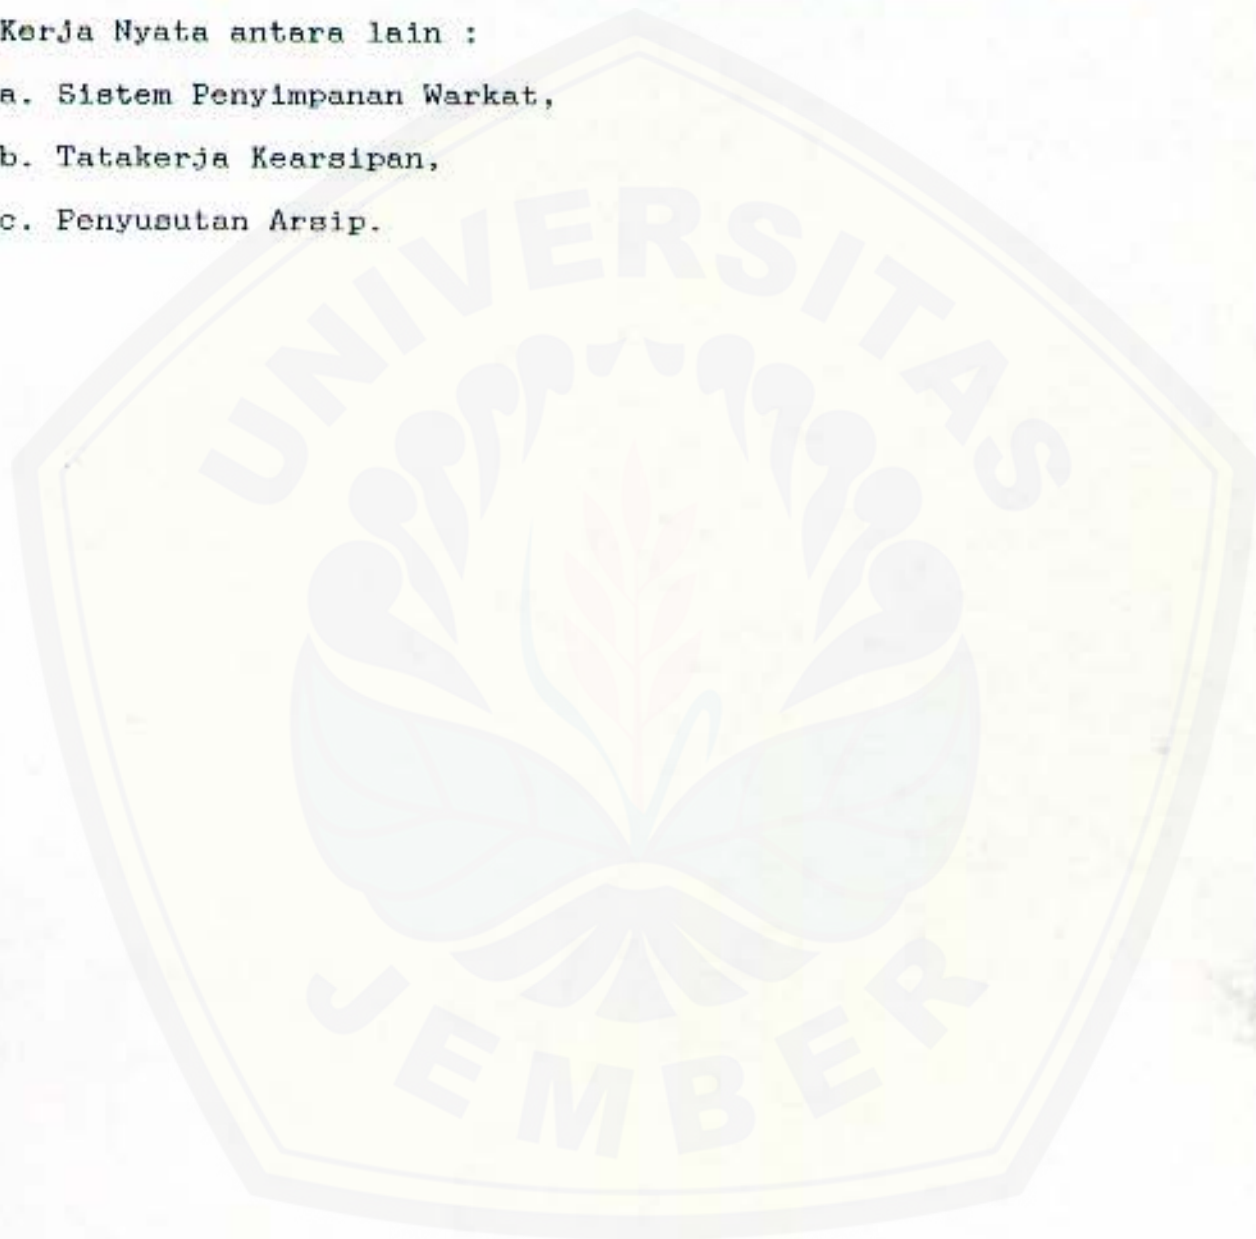 Kerja Nyata antara lain :
a. Sistem Penyimpanan Warkat,
b. Tatakerja Kearsipan,
c. Penyusutan Arsip.
UNIVERSITAS
JEMBER